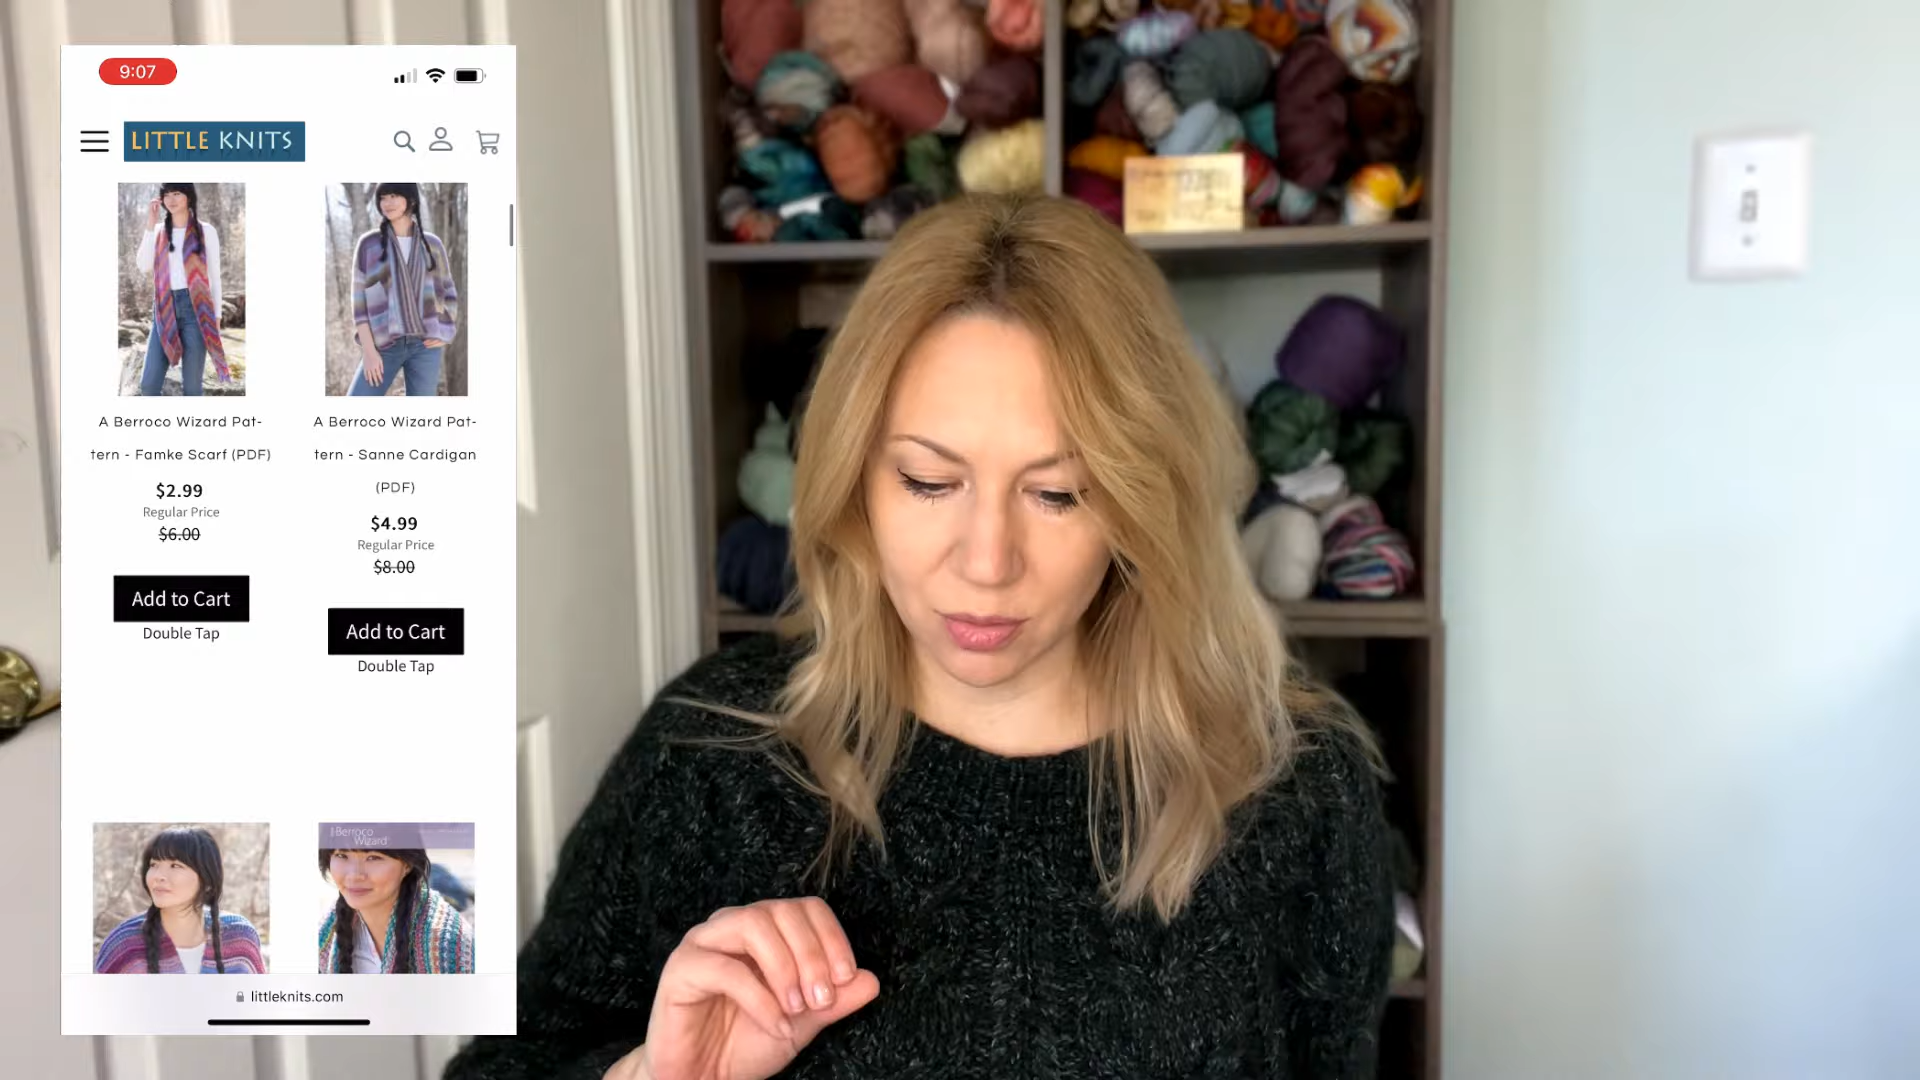 9:07
LITTLE KNITS
A Berroco Wizard Pat-
tern - Famke Scarf (PDF)
$2.99
Regular Price
$6.00
Add to Cart
Double Tap
A Berroco Wizard Pat-
tern - Sanne Cardigan
(PDF)
$4.99
Regular Price
$8.00
Add to Cart
Double Tap
Berroco
Wizard
littleknits.com